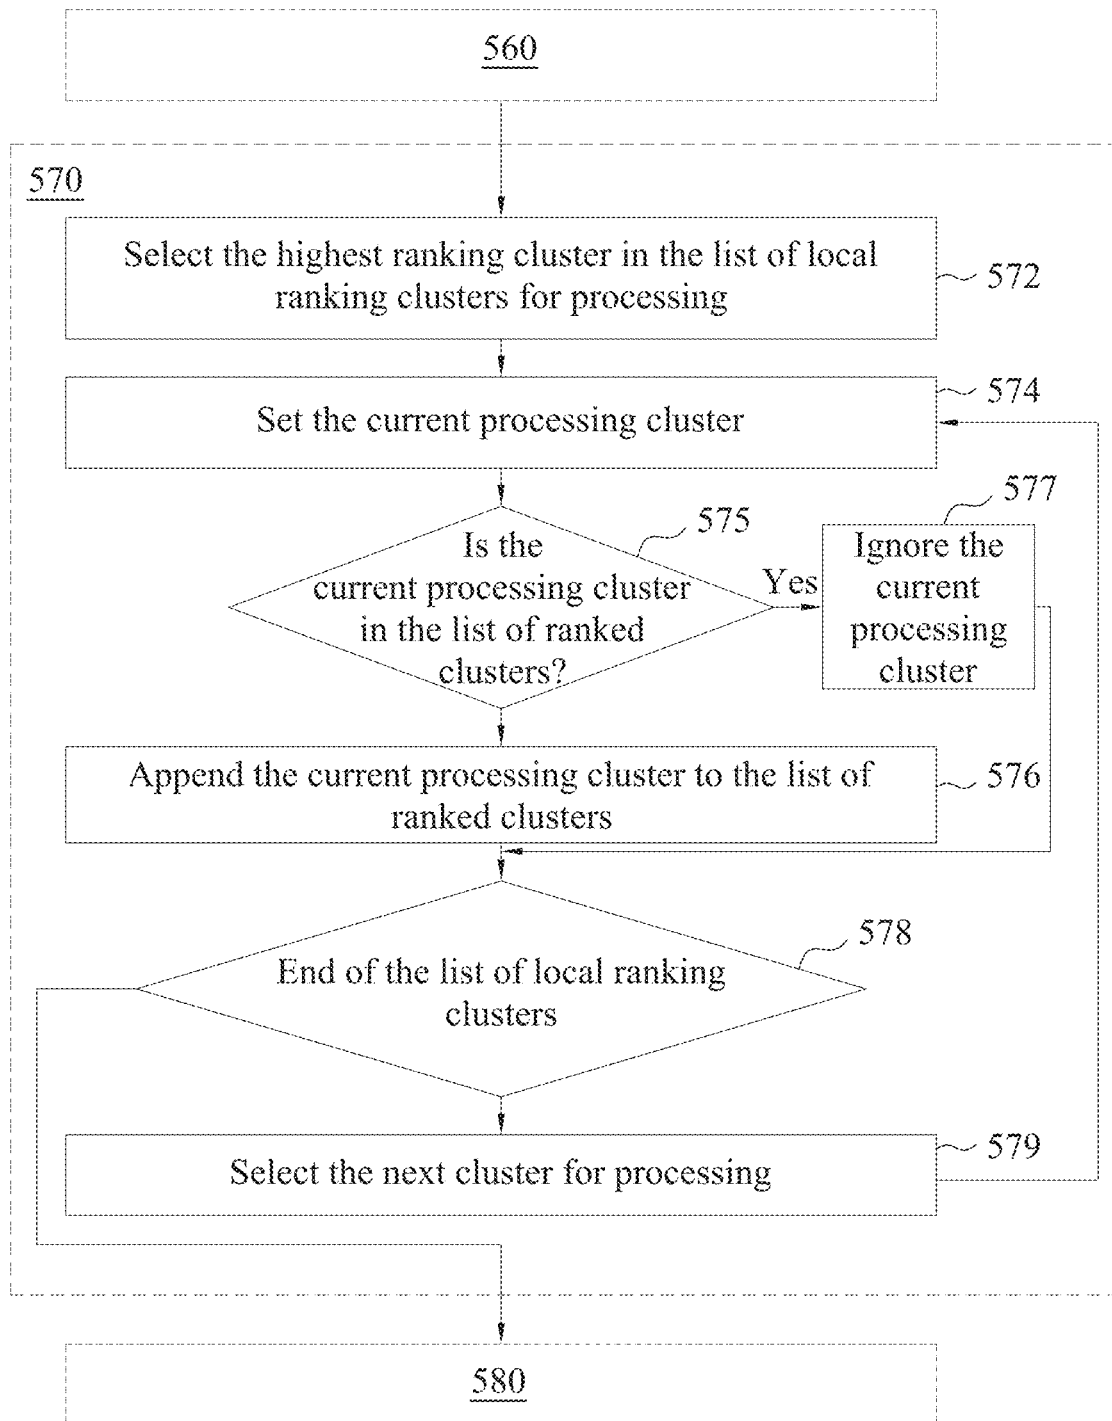 560
570
Select the highest ranking cluster in the list of local
ranking clusters for processing
572
574
Set the current processing cluster
577
575
Is the
current processing cluster
in the list of ranked
clusters?
Yes
Ignore the
current
processing
cluster
Append the current processing cluster to the list of
ranked clusters
576
578
End of the list of local ranking
clusters
579
Select the next cluster for processing
580